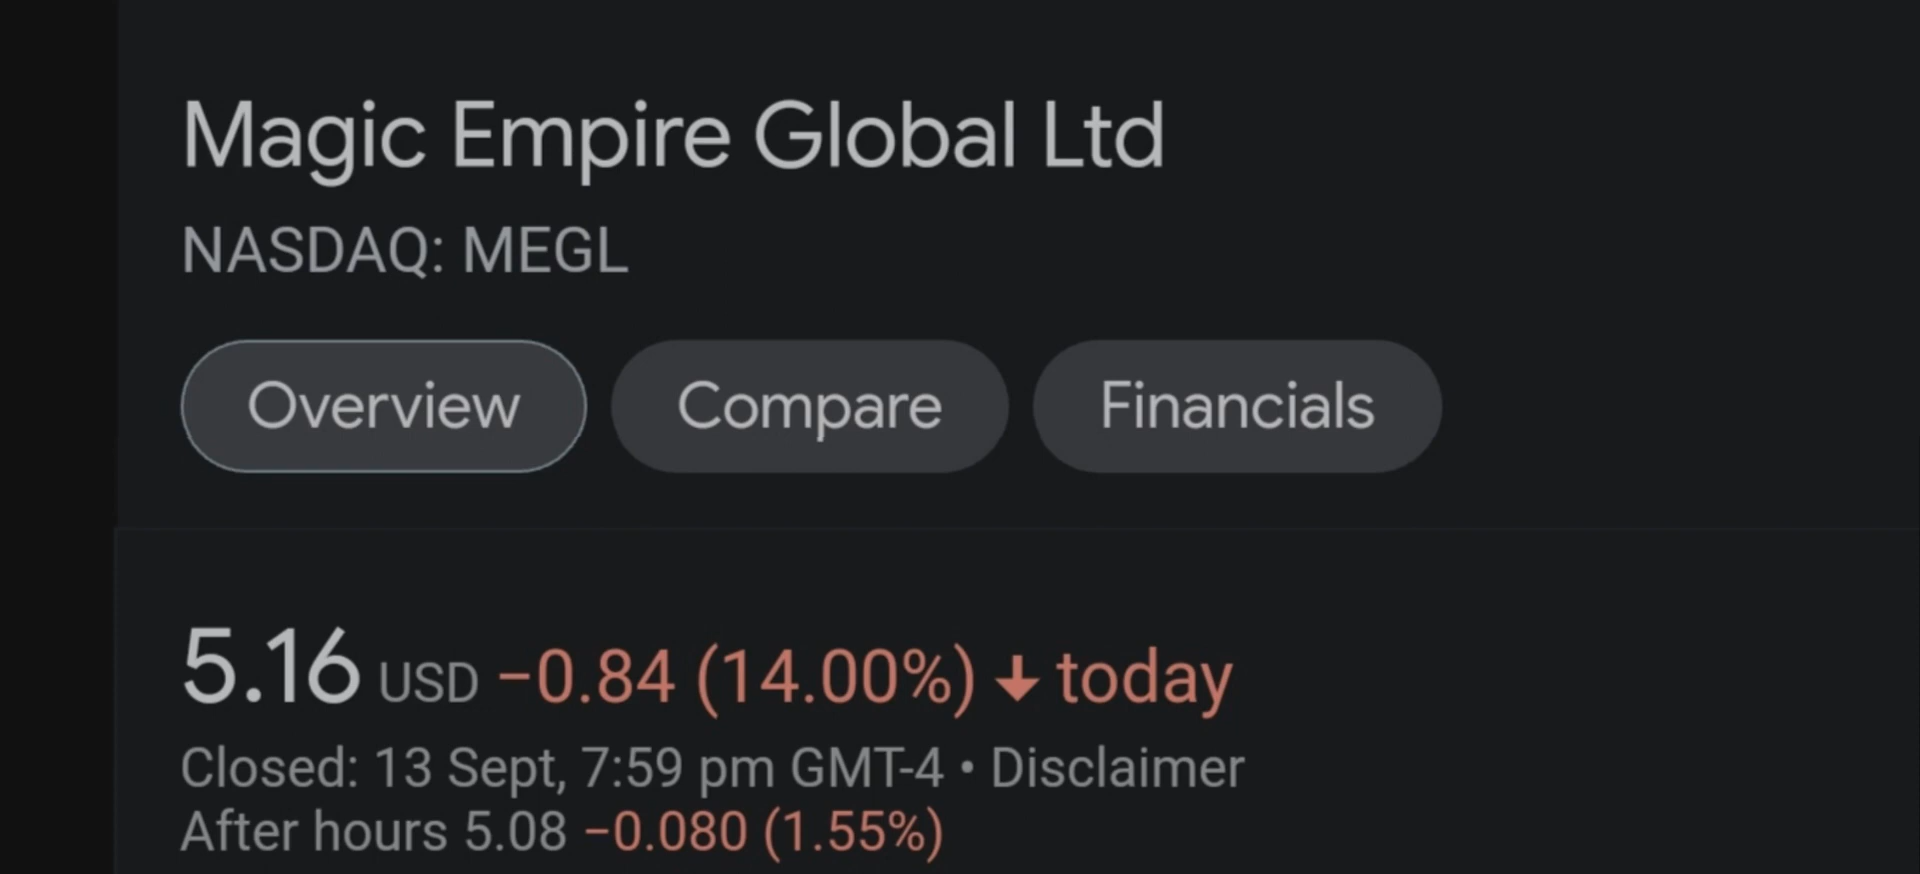 Magic Empire Global Ltd
NASDAQ: MEGL
Overview Compare Financials
5.16 USD −0.84 (14.00%) ↓ today
Closed: 13 Sept, 7:59 pm GMT-4 • Disclaimer
After hours 5.08 −0.080 (1.55%)